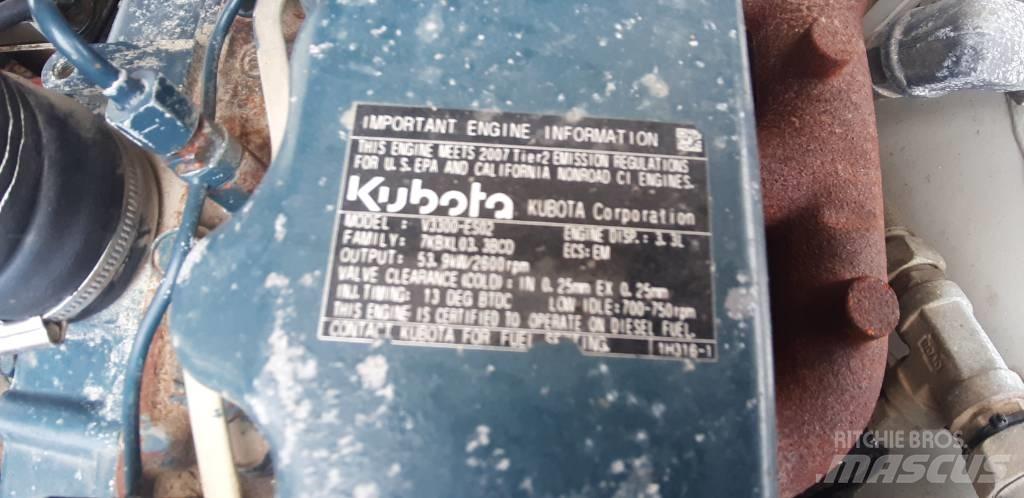 IMPORTANT ENGINE INFORMATION
THIS ENGINE MEETS 2007 Tier2 EMISSION REGULATIONS
FOR U.S. EPA AND CALIFORNIA NONROAD CI ENGINES.
Kubota KUBOTA Corporation
MODEL : V3300-ES02 ENGINE DISP.: 3.3L
FAMILY: 7KBXL03.3BCD ECS: EM
OUTPUT: 53.9kW/2600rpm
VALVE CLEARANCE (COLD): IN 0.25mm EX 0.25mm
INJ.TIMING: 13 DEG BTDC LOW IDLE: 700-750rpm
THIS ENGINE IS CERTIFIED TO OPERATE ON DIESEL FUEL.
CONTACT KUBOTA FOR FUEL 1H316-1
RITCHIE BROS.
MASCUS